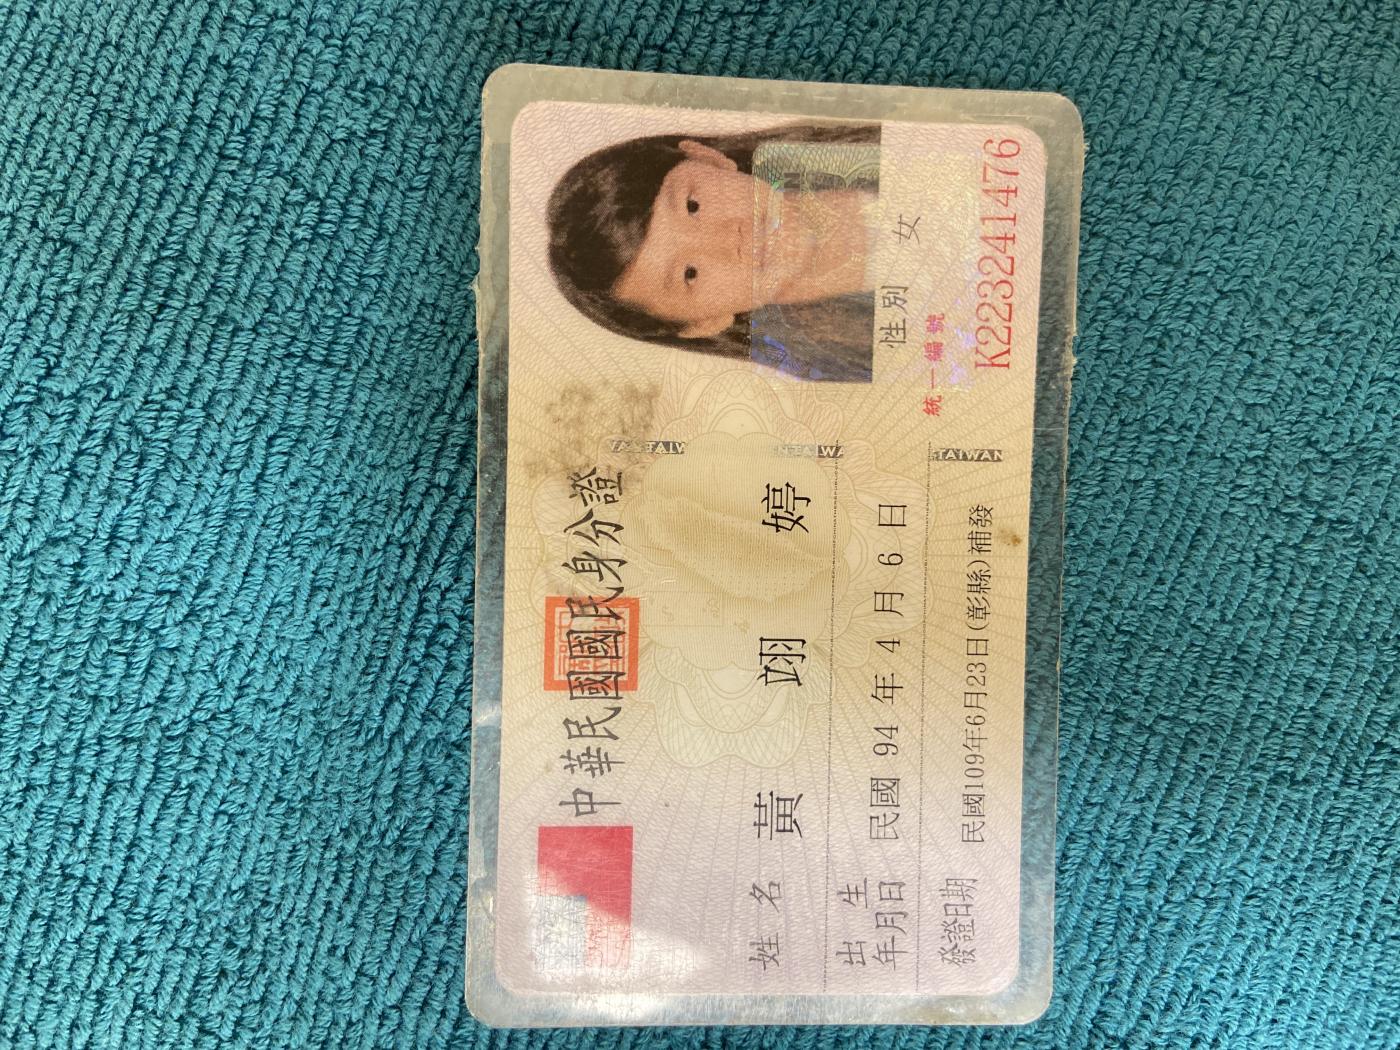 中華民國國民身分證
姓名 黃翊婷
出生年月日 民國 94 年 4 月 6 日
性別 女
發證日期 民國109年6月23日(彰縣)補發
統一編號
K223241476
TAIWAN